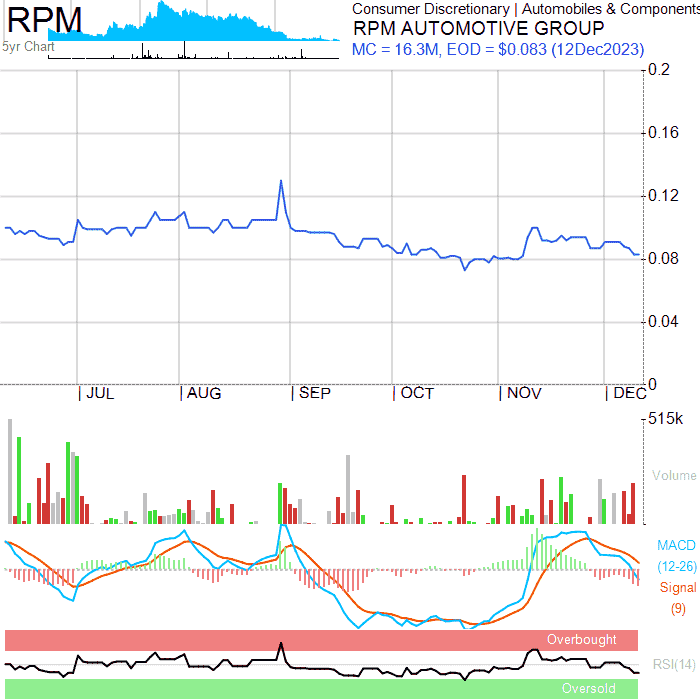 RPM
5yr Chart
Consumer Discretionary | Automobiles & Components
RPM AUTOMOTIVE GROUP
MC = 16.3M, EOD = $0.083 (12Dec2023)
0.2
0.16
0.12
0.08
0.04
0
| JUL | AUG | SEP | OCT | NOV | DEC
515k
Volume
MACD
(12-26)
Signal
(9)
Overbought
RSI(14)
Oversold